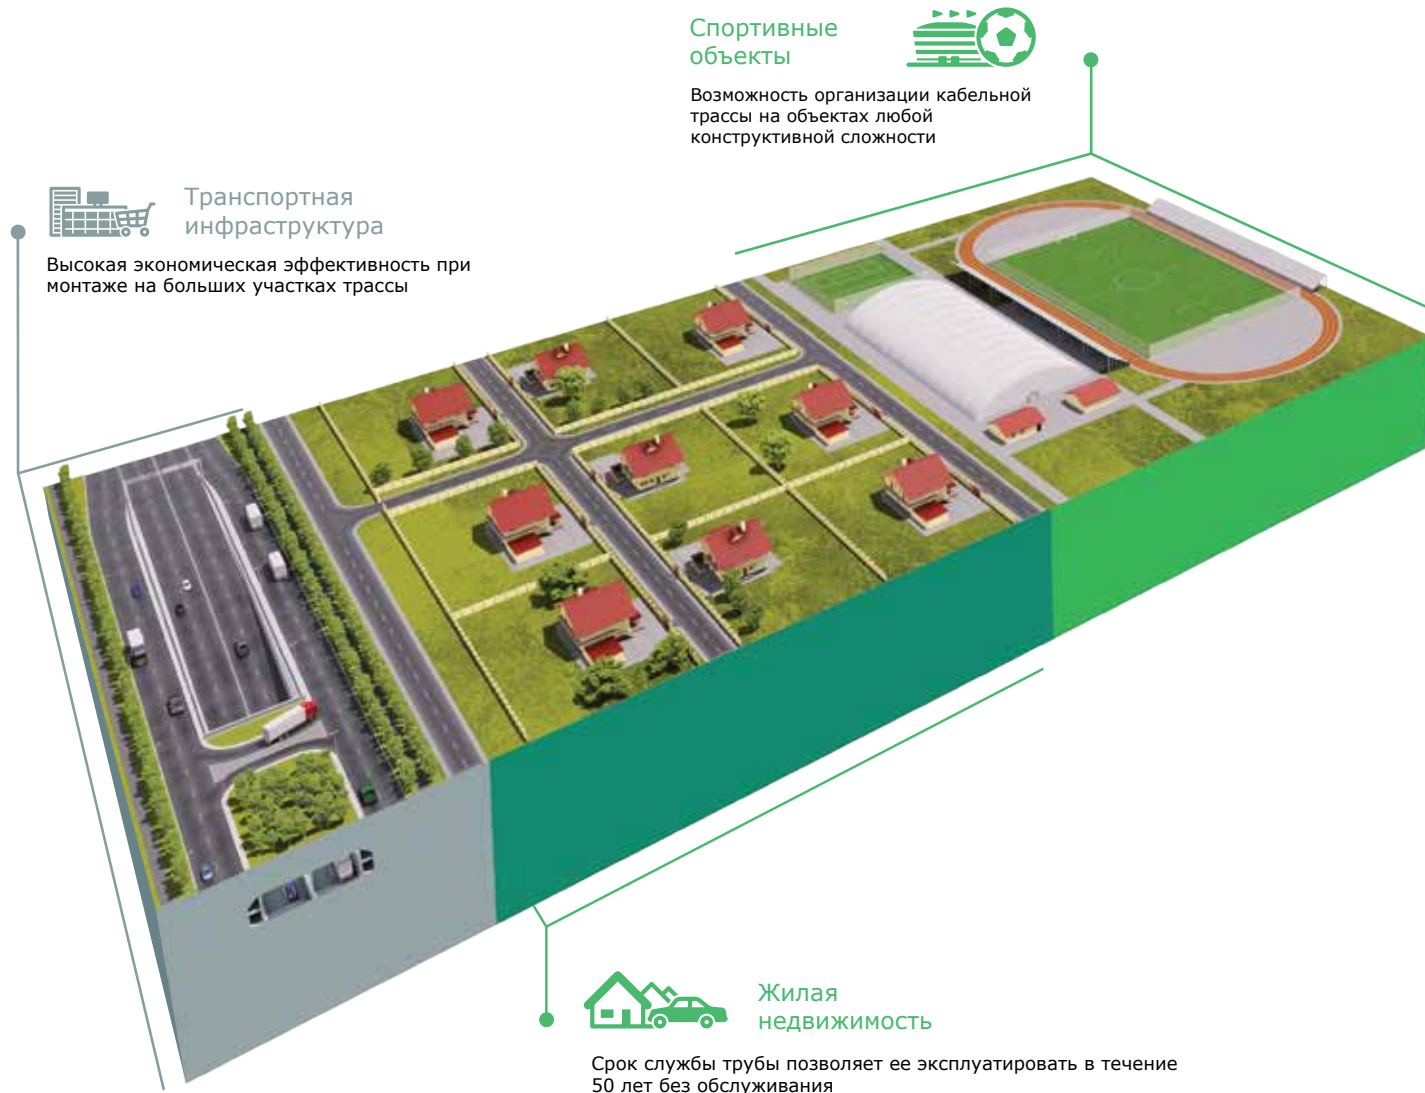 Спортивные
объекты
Возможность организации кабельной
трассы на объектах любой
конструктивной сложности
Транспортная
инфраструктура
Высокая экономическая эффективность при
монтаже на больших участках трассы
Жилая
недвижимость
Срок службы трубы позволяет ее эксплуатировать в течение
50 лет без обслуживания